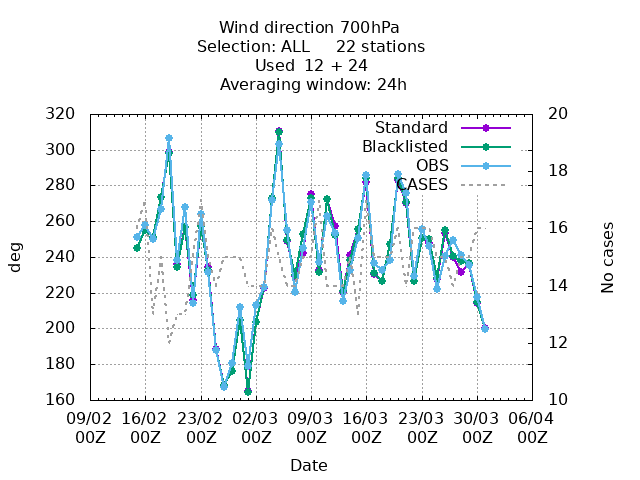 Wind direction 700hPa
Selection: ALL     22 stations
Used  12 + 24
Averaging window: 24h
320 300 280 260 240 220 200 180 160
20 18 16 14 12 10
Standard
Blacklisted
OBS
CASES
deg
No cases
09/02 16/02 23/02 02/03 09/03 16/03 23/03 30/03 06/04
00Z 00Z 00Z 00Z 00Z 00Z 00Z 00Z 00Z
Date